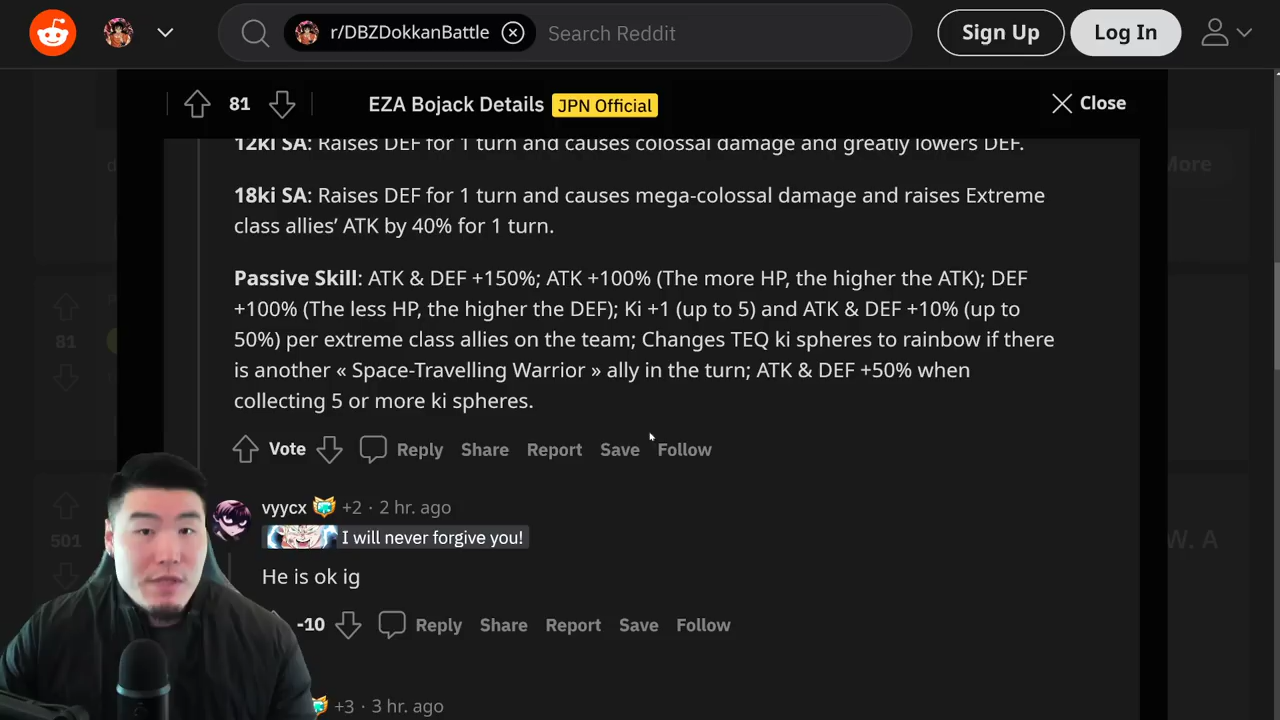 r/DBZDokkanBattle
Search Reddit
Sign Up
Log In
81
EZA Bojack Details
JPN Official
Close
12ki SA: Raises DEF for 1 turn and causes colossal damage and greatly lowers DEF.
More
18ki SA: Raises DEF for 1 turn and causes mega-colossal damage and raises Extreme
class allies’ ATK by 40% for 1 turn.
Passive Skill: ATK & DEF +150%; ATK +100% (The more HP, the higher the ATK); DEF
+100% (The less HP, the higher the DEF); Ki +1 (up to 5) and ATK & DEF +10% (up to
81
50%) per extreme class allies on the team; Changes TEQ ki spheres to rainbow if there
is another « Space-Travelling Warrior » ally in the turn; ATK & DEF +50% when
collecting 5 or more ki spheres.
Vote
Reply
Share
Report
Save
Follow
vyycx
+2 · 2 hr. ago
I will never forgive you!
501
W. A
He is ok ig
-10
Reply
Share
Report
Save
Follow
+3 · 3 hr. ago